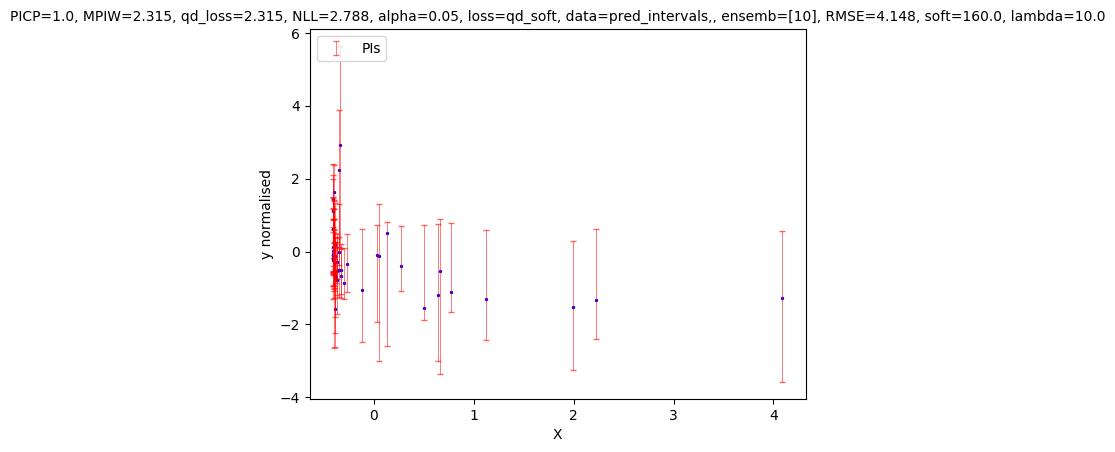 PICP=1.0, MPIW=2.315, qd_loss=2.315, NLL=2.788, alpha=0.05, loss=qd_soft, data=pred_intervals,, ensemb=[10], RMSE=4.148, soft=160.0, lambda=10.0
PIs
6
4
2
0
−2
−4
y normalised
0 1 2 3 4
X